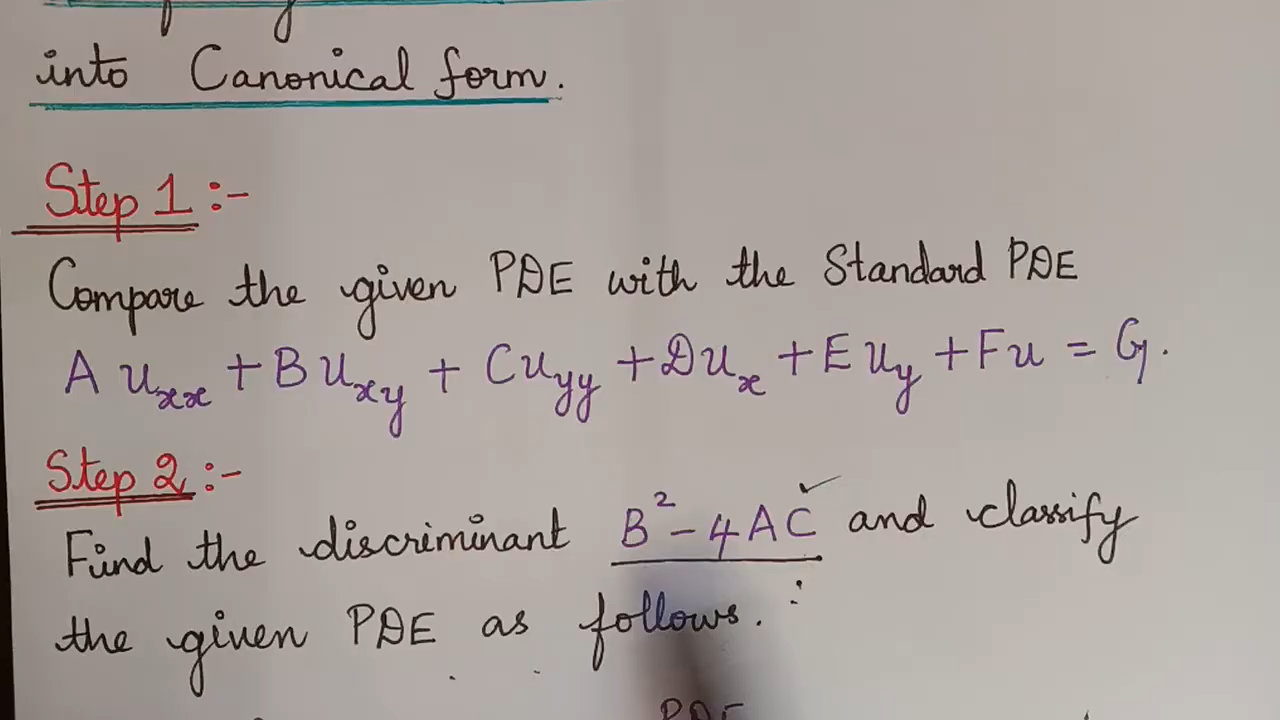 into Canonical form.
Step 1 :-
Compare the given PDE with the Standard PDE
A u_xx + B u_xy + C u_yy + D u_x + E u_y + F u = G.
Step 2 :-
Find the discriminant B² - 4AC ✓ and classify
the given PDE as follows.
PDE